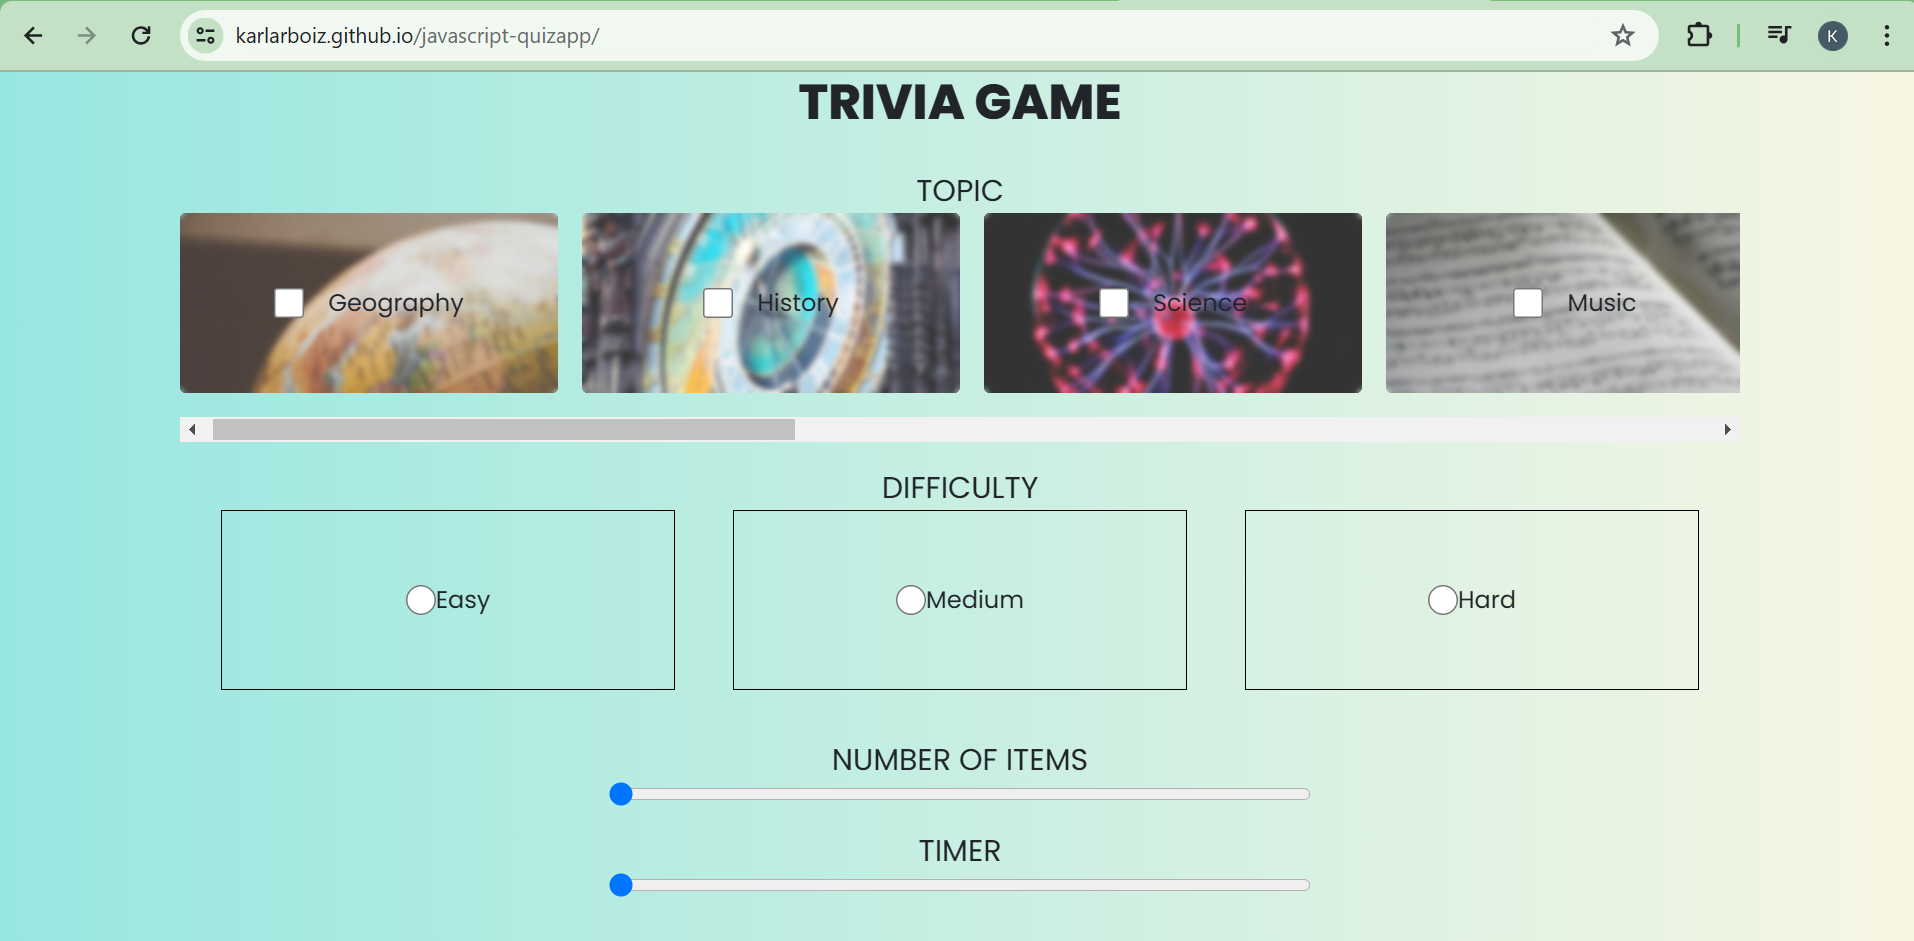 karlarboiz.github.io/javascript-quizapp/
K
TRIVIA GAME
TOPIC
Geography
History
Science
Music
DIFFICULTY
Easy
Medium
Hard
NUMBER OF ITEMS
TIMER